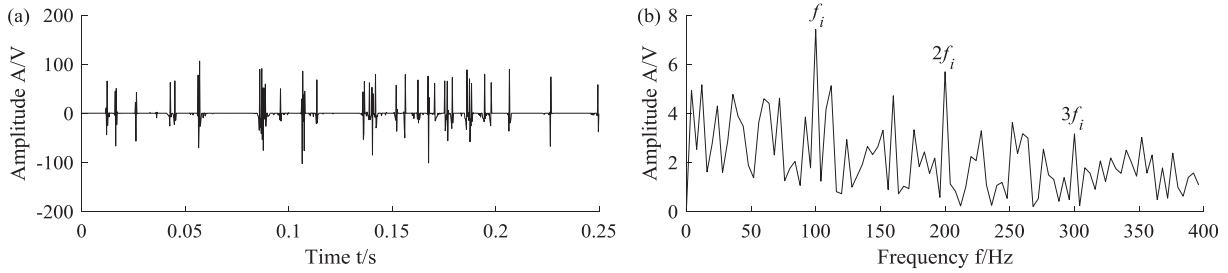 (a)
200
100
0
-100
-200
Amplitude A/V
0
0.05
0.1
0.15
0.2
0.25
Time t/s
(b)
8
6
4
2
0
Amplitude A/V
f_i
2f_i
3f_i
0
50
100
150
200
250
300
350
400
Frequency f/Hz